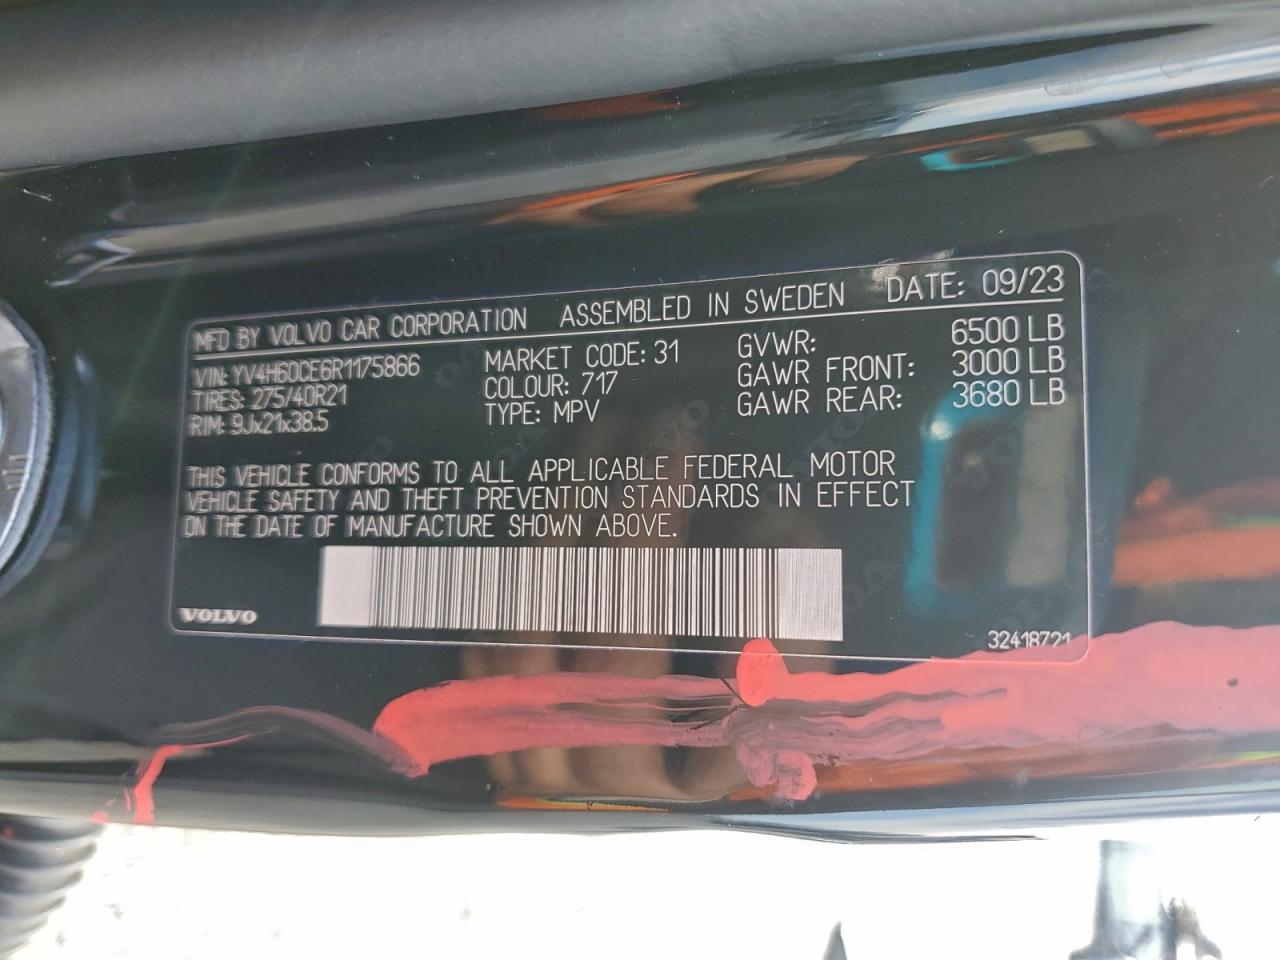 MFD BY VOLVO CAR CORPORATION ASSEMBLED IN SWEDEN DATE: 09/23
VIN: YV4H60CE6R1175866 MARKET CODE: 31 GVWR: 6500 LB
TIRES: 275/40R21 COLOUR: 717 GAWR FRONT: 3000 LB
RIM: 9Jx21x38.5 TYPE: MPV GAWR REAR: 3680 LB
THIS VEHICLE CONFORMS TO ALL APPLICABLE FEDERAL MOTOR
VEHICLE SAFETY AND THEFT PREVENTION STANDARDS IN EFFECT
ON THE DATE OF MANUFACTURE SHOWN ABOVE.
VOLVO
32418721